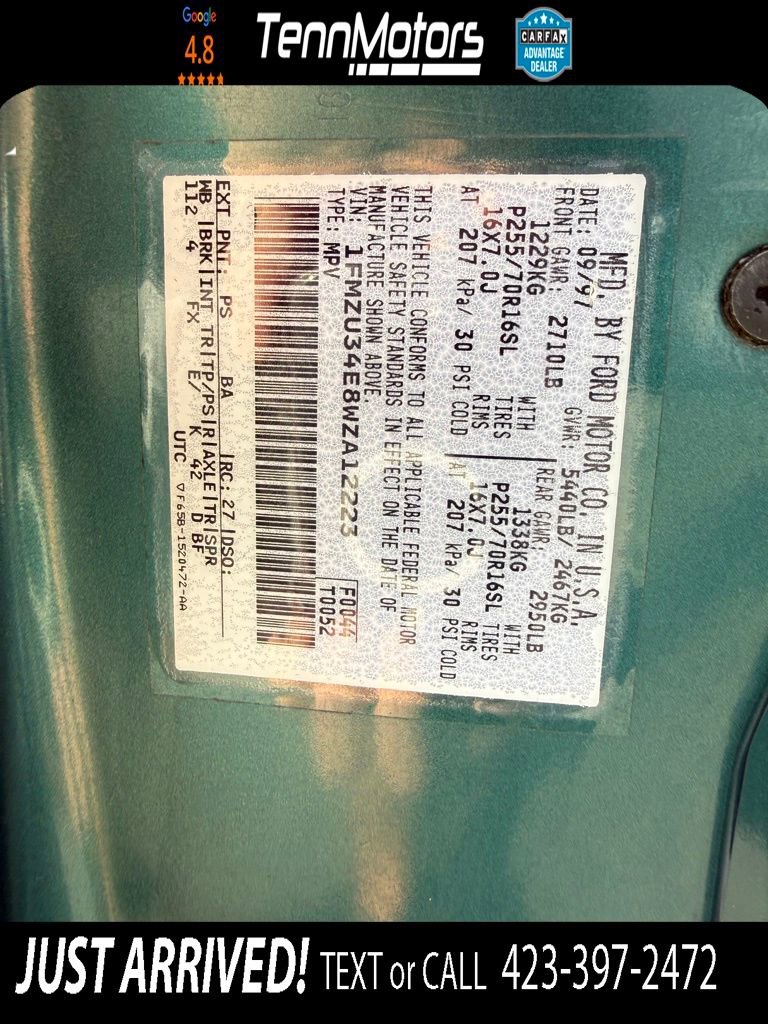 Google
4.8
TennMotors
CARFAX
ADVANTAGE
DEALER
MFD. BY FORD MOTOR CO. IN U.S.A.
DATE: 09/97 GVWR: 5440LB/ 2467KG
FRONT GAWR: 2710LB REAR GAWR: 2950LB
1229KG WITH 1338KG WITH
P255/70R16SL TIRES P255/70R16SL TIRES
16X7.0J RIMS 16X7.0J RIMS
AT 207 kPa/ 30 PSI COLD AT 207 kPa/ 30 PSI COLD
THIS VEHICLE CONFORMS TO ALL APPLICABLE FEDERAL MOTOR
VEHICLE SAFETY STANDARDS IN EFFECT ON THE DATE OF
MANUFACTURE SHOWN ABOVE.
VIN: 1FMZU34E8WZA12223 F0044
TYPE: MPV T0052
EXT PNT: PS BA RC: 27 DSO:
WB BRK INT TR TP/PS R AXLE TR SPR
112 4 FX E/ K 42 D BF
UTC ▽F65B-1520472-AA
JUST ARRIVED! TEXT or CALL 423-397-2472